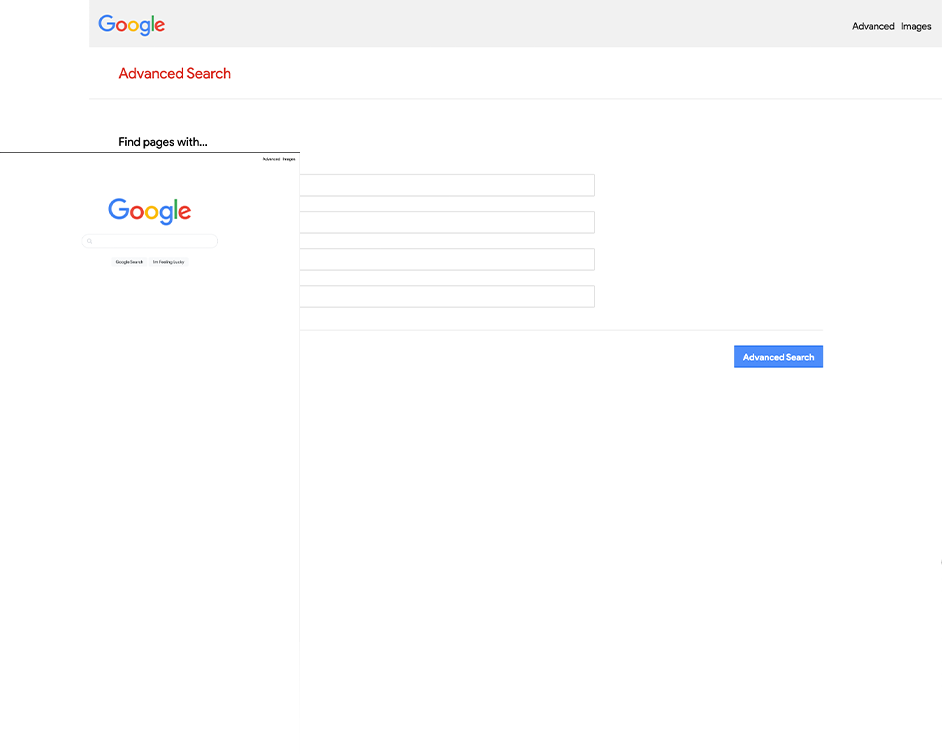 Google
Advanced Images
Advanced Search
Find pages with...
Advanced Images
Google
Google Search I'm Feeling Lucky
Advanced Search